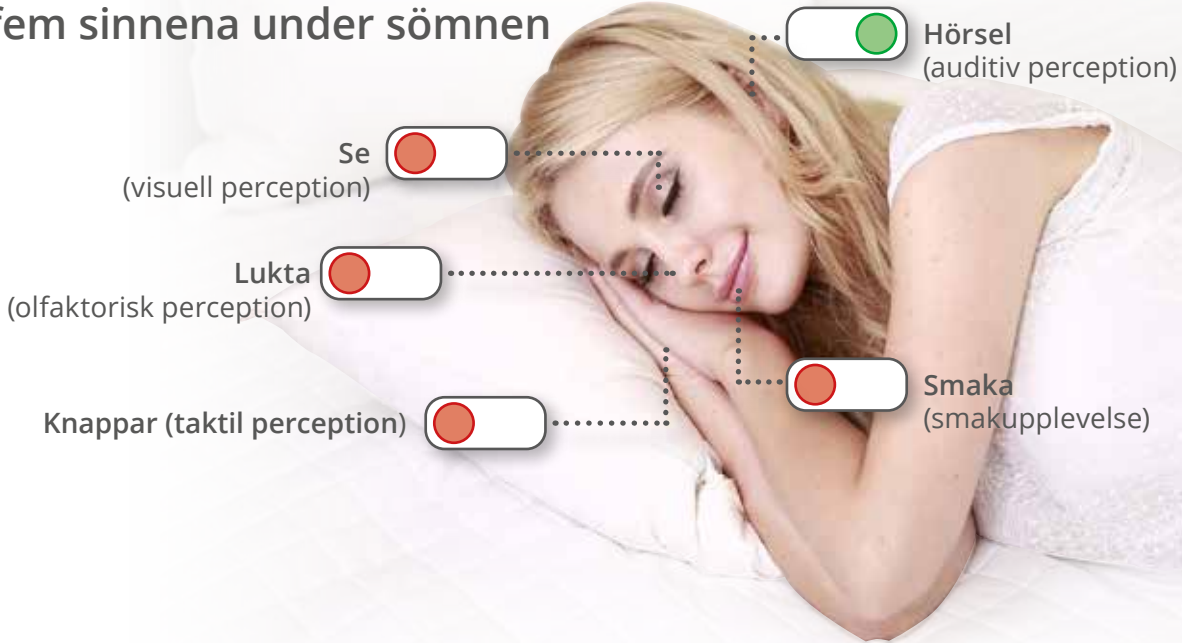 fem sinnena under sömnen
Hörsel
(auditiv perception)
Se
(visuell perception)
Lukta
(olfaktorisk perception)
Smaka
(smakupplevelse)
Knappar (taktil perception)